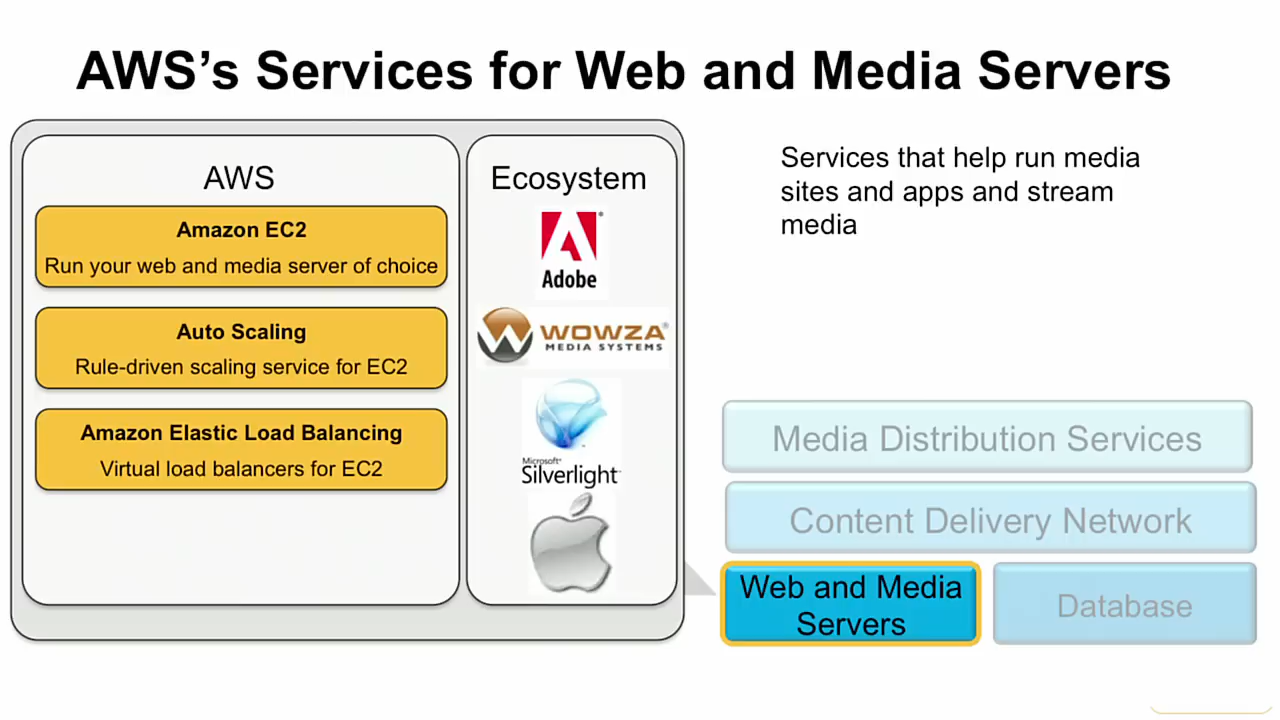 AWS’s Services for Web and Media Servers
AWS
Amazon EC2
Run your web and media server of choice
Auto Scaling
Rule-driven scaling service for EC2
Amazon Elastic Load Balancing
Virtual load balancers for EC2
Ecosystem
Adobe
WOWZA
MEDIA SYSTEMS
Microsoft
Silverlight
Services that help run media
sites and apps and stream
media
Media Distribution Services
Content Delivery Network
Web and Media
Servers
Database